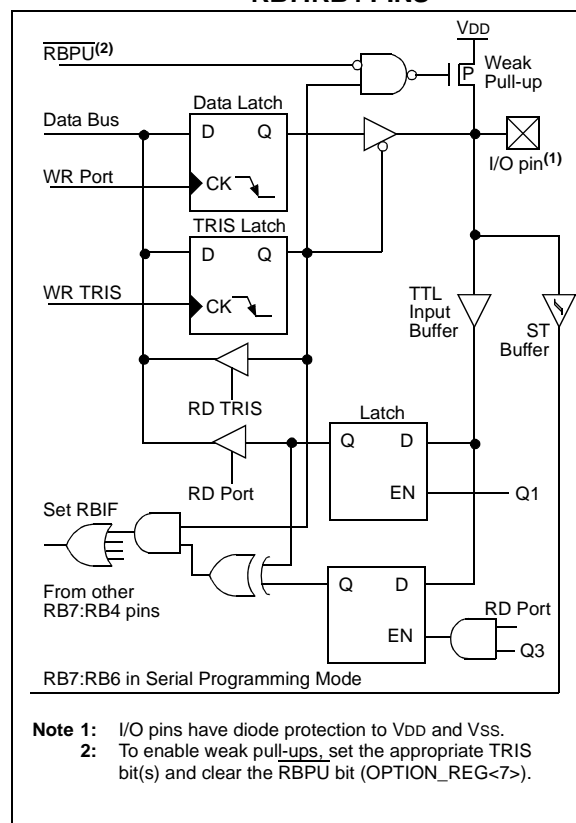 RB7:RB4 PINS
VDD
RBPU(2)
Weak
Pull-up
P
Data Latch
Data Bus
D
Q
I/O pin(1)
WR Port
CK
TRIS Latch
D
Q
WR TRIS
CK
TTL
Input
Buffer
ST
Buffer
RD TRIS
Latch
Q
D
RD Port
EN
Q1
Set RBIF
From other
RB7:RB4 pins
Q
D
RD Port
EN
Q3
RB7:RB6 in Serial Programming Mode
Note 1: I/O pins have diode protection to VDD and VSS.
2: To enable weak pull-ups, set the appropriate TRIS
bit(s) and clear the RBPU bit (OPTION_REG<7>).